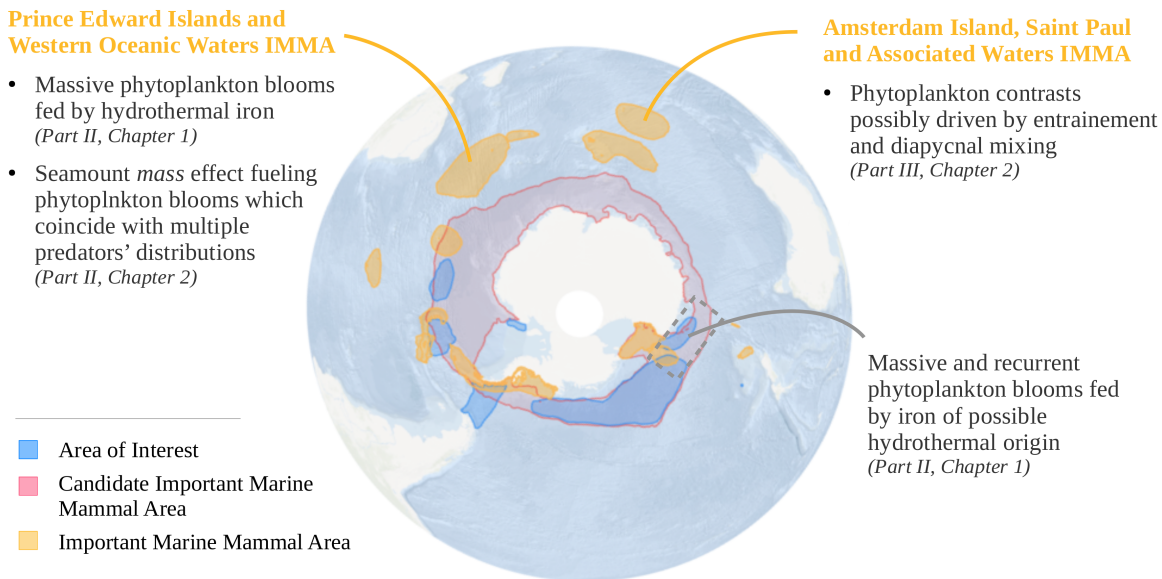 Prince Edward Islands and
Western Oceanic Waters IMMA
• Massive phytoplankton blooms
fed by hydrothermal iron
(Part II, Chapter 1)
• Seamount mass effect fueling
phytoplnkton blooms which
coincide with multiple
predators’ distributions
(Part II, Chapter 2)
Amsterdam Island, Saint Paul
and Associated Waters IMMA
• Phytoplankton contrasts
possibly driven by entrainement
and diapycnal mixing
(Part III, Chapter 2)
Massive and recurrent
phytoplankton blooms fed
by iron of possible
hydrothermal origin
(Part II, Chapter 1)
Area of Interest
Candidate Important Marine
Mammal Area
Important Marine Mammal Area